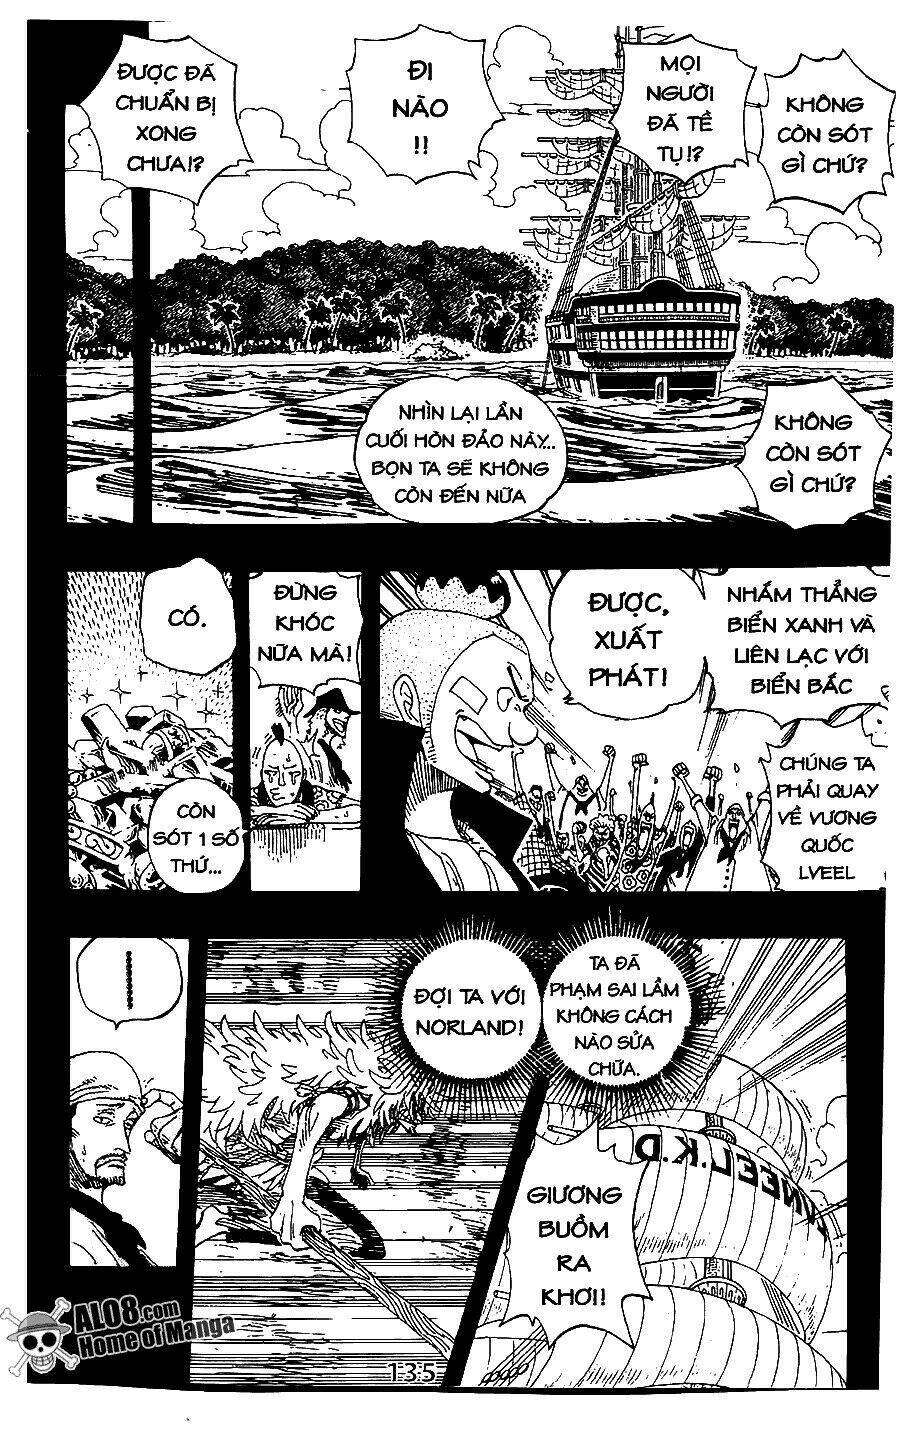 KHÔNG
CÒN SÓT
GÌ CHỨ?
MỌI
NGƯỜI
ĐÃ TỀ
TỤ!?
ĐI
NÀO
!!
ĐƯỢC ĐÃ
CHUẨN BỊ
XONG
CHƯA!?
KHÔNG
CÒN SÓT
GÌ CHỨ?
NHÌN LẠI LẦN
CUỐI HÒN ĐẢO NÀY...
BỌN TA SẼ KHÔNG
CÒN ĐẾN NỮA
NHẮM THẲNG
BIỂN XANH VÀ
LIÊN LẠC VỚI
BIỂN BẮC
CHÚNG TA
PHẢI QUAY
VỀ VƯƠNG
QUỐC
LVEEL
ĐƯỢC,
XUẤT
PHÁT!
ĐỪNG
KHÓC
NỮA MÀ!
CÓ.
CÒN
SÓT 1 SỐ
THỨ...
TA ĐÃ
PHẠM SAI LẦM
KHÔNG CÁCH
NÀO SỬA
CHỮA.
ĐỢI TA VỚI
NORLAND!
GIƯƠNG
BUỒM
RA
KHƠI!
LVNEEL.K.D
AL08.com
Home of Manga
135